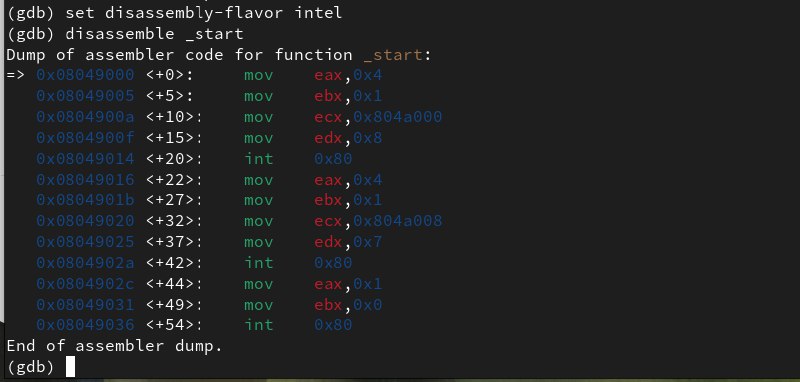 (gdb) set disassembly-flavor intel
(gdb) disassemble _start
Dump of assembler code for function _start:
=> 0x08049000 <+0>:     mov    eax,0x4
   0x08049005 <+5>:     mov    ebx,0x1
   0x0804900a <+10>:    mov    ecx,0x804a000
   0x0804900f <+15>:    mov    edx,0x8
   0x08049014 <+20>:    int    0x80
   0x08049016 <+22>:    mov    eax,0x4
   0x0804901b <+27>:    mov    ebx,0x1
   0x08049020 <+32>:    mov    ecx,0x804a008
   0x08049025 <+37>:    mov    edx,0x7
   0x0804902a <+42>:    int    0x80
   0x0804902c <+44>:    mov    eax,0x1
   0x08049031 <+49>:    mov    ebx,0x0
   0x08049036 <+54>:    int    0x80
End of assembler dump.
(gdb)